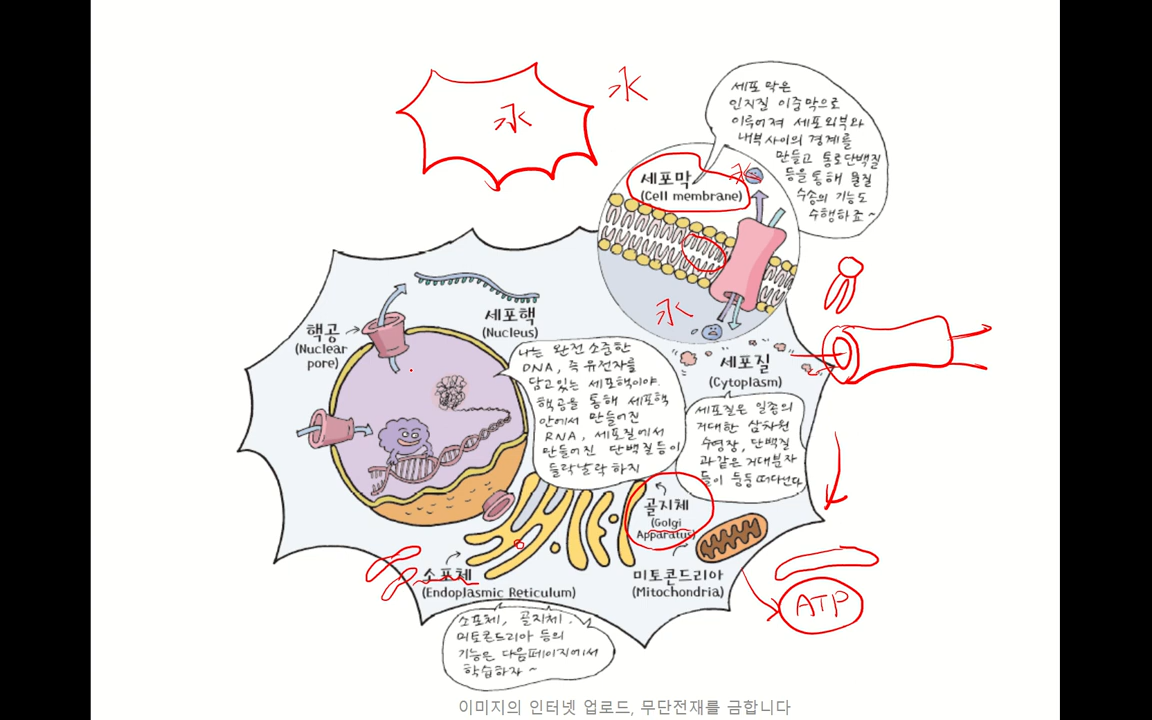 水
水
세포막은
인지질 이중막으로
이루어져 세포외부와
내부사이의 경계를
만들고 통로단백질
등을통해 물질
수송의 기능도
수행하죠~
세포막
(Cell membrane)
水
水
세포핵
(Nucleus)
핵공
(Nuclear
pore)
나는 완전 소중한
DNA, 즉 유전자를
담고있는 세포핵이야.
핵공을 통해 세포핵
안에서 만들어진
RNA, 세포질에서
만들어진 단백질등이
들락날락 하지
세포질
(Cytoplasm)
세포질은 일종의
거대한 삼차원
수영장, 단백질
과같은 거대분자
들이 둥둥 떠다닌다
골지체
(Golgi
Apparatus)
소포체
(Endoplasmic Reticulum)
미토콘드리아
(Mitochondria)
ATP
소포체, 골지체,
미토콘드리아 등의
기능은 다음페이지에서
학습하자~
이미지의 인터넷 업로드, 무단전재를 금합니다